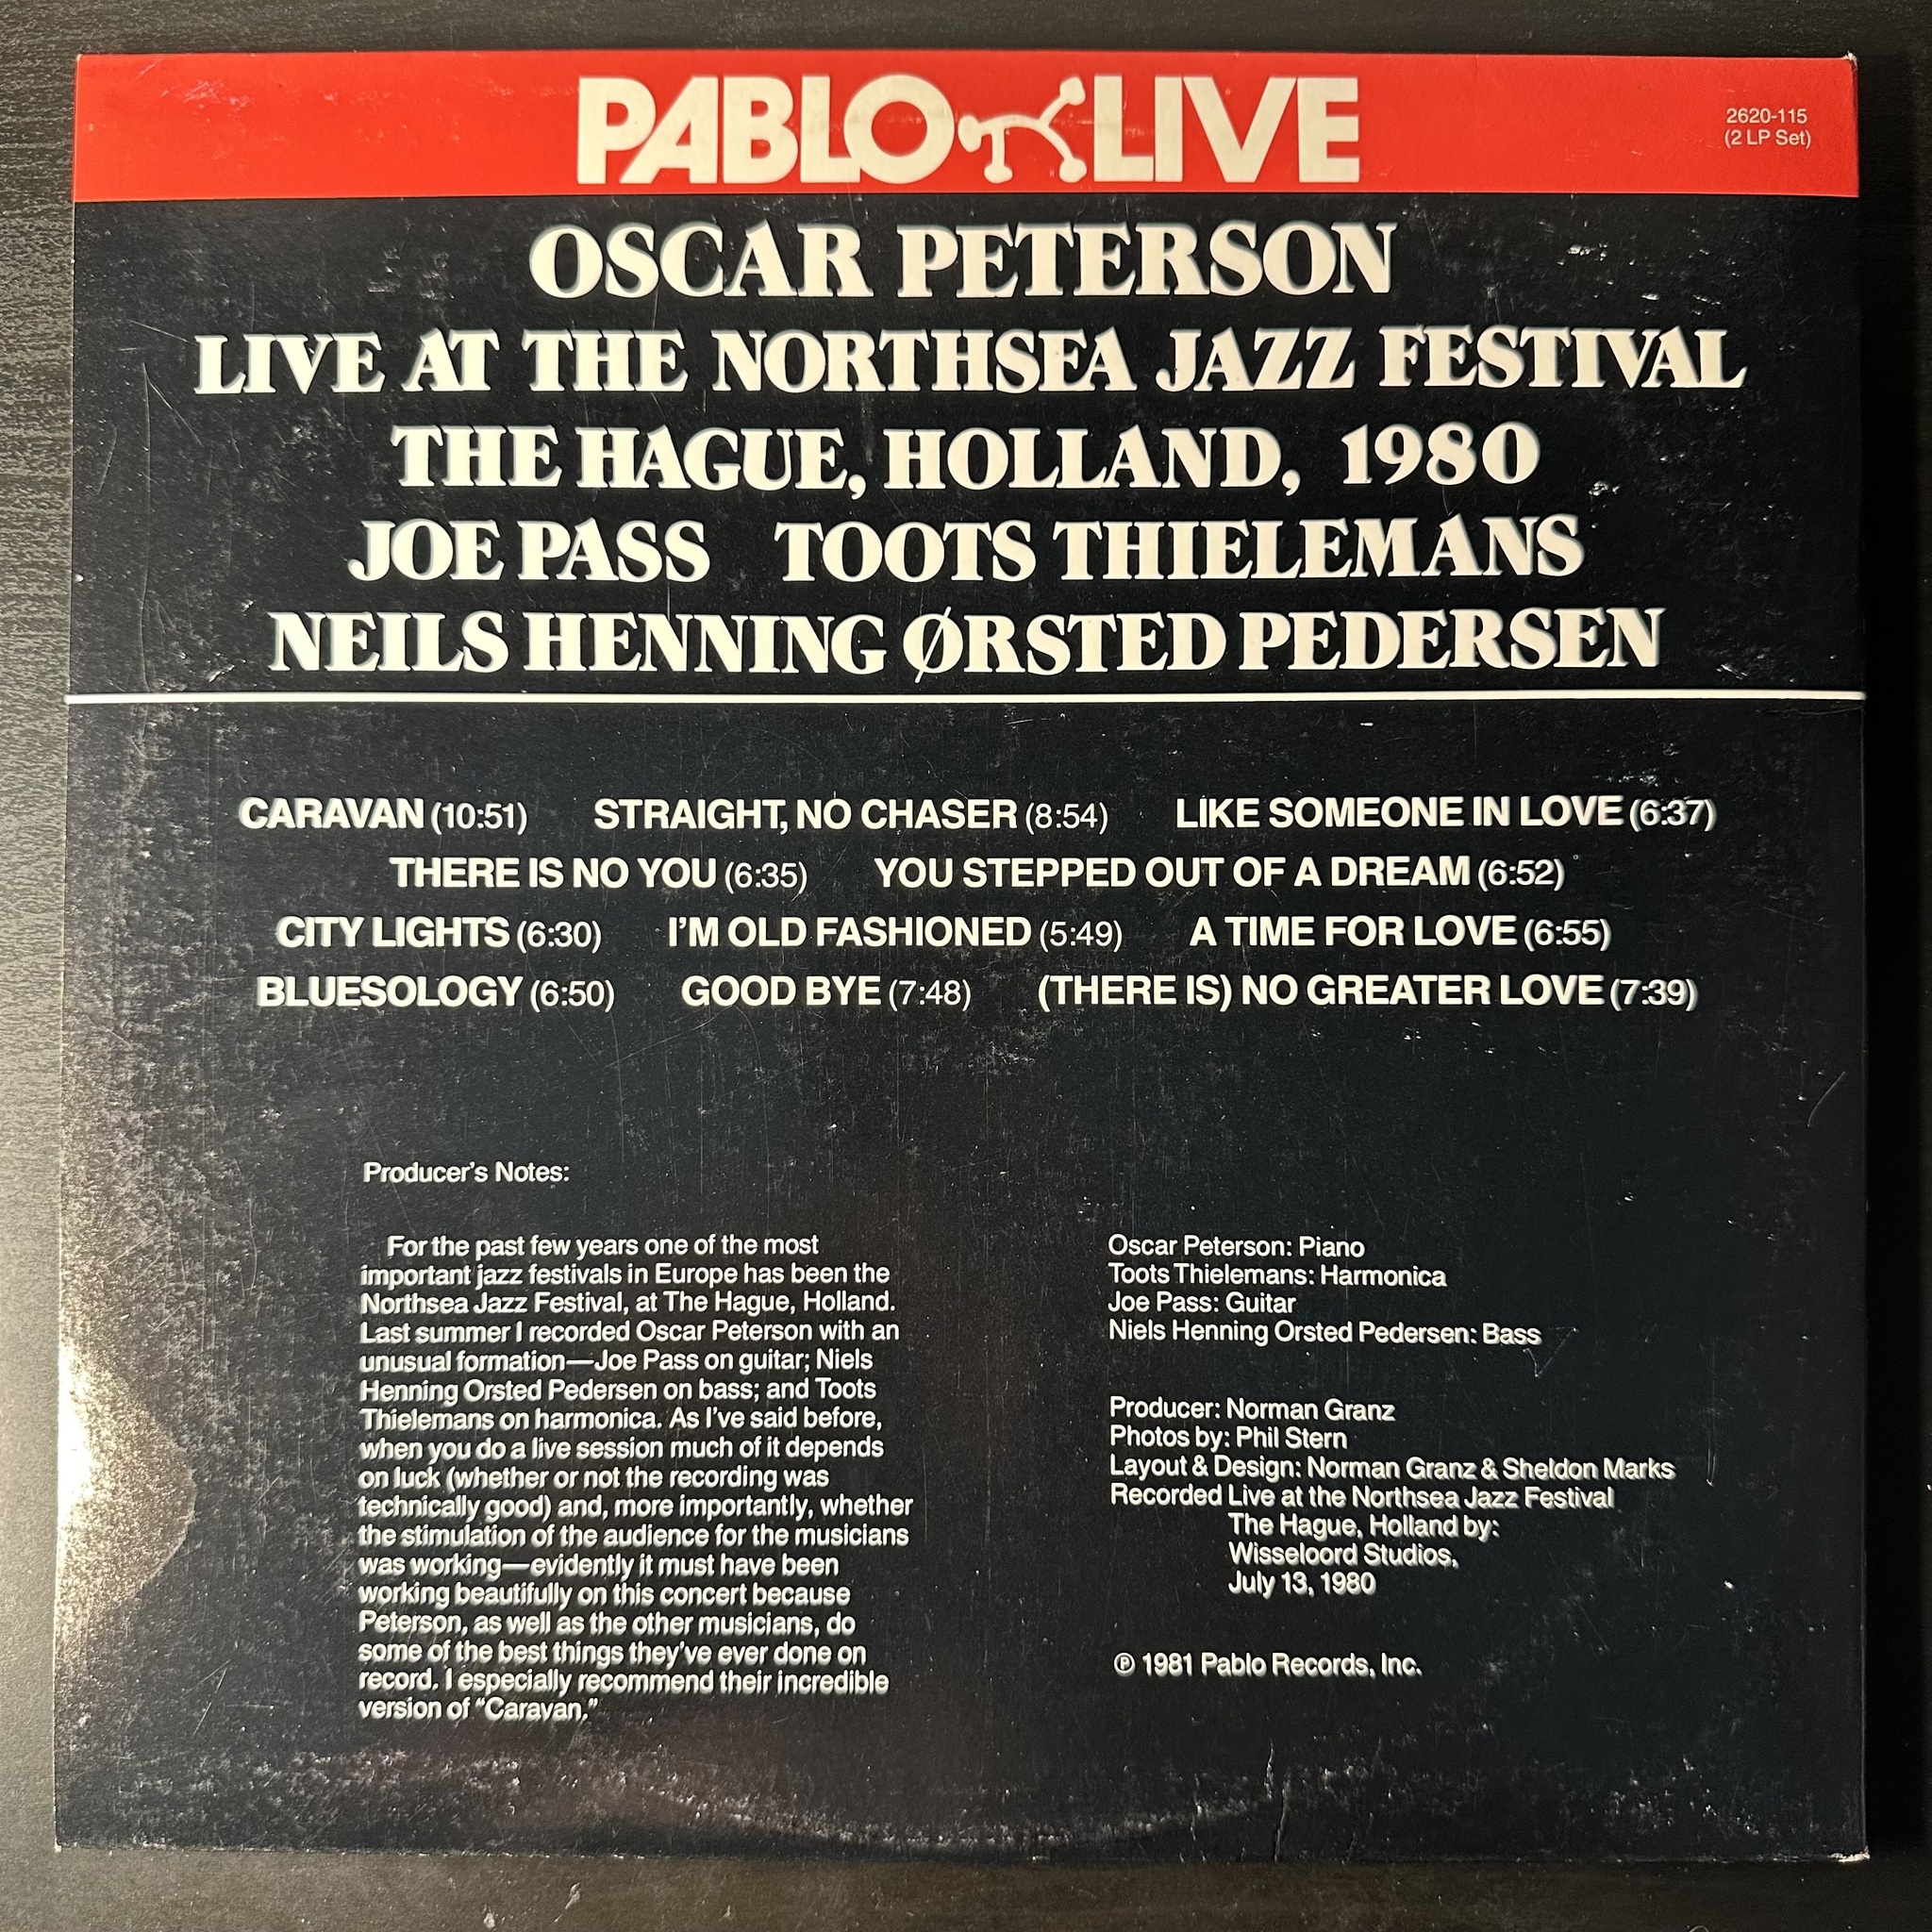 PABLO LIVE
2620-115
(2 LP Set)
OSCAR PETERSON
LIVE AT THE NORTHSEA JAZZ FESTIVAL
THE HAGUE, HOLLAND, 1980
JOE PASS TOOTS THIELEMANS
NEILS HENNING ØRSTED PEDERSEN
CARAVAN (10:51) STRAIGHT, NO CHASER (8:54) LIKE SOMEONE IN LOVE (6:37)
THERE IS NO YOU (6:35) YOU STEPPED OUT OF A DREAM (6:52)
CITY LIGHTS (6:30) I'M OLD FASHIONED (5:49) A TIME FOR LOVE (6:55)
BLUESOLOGY (6:50) GOOD BYE (7:48) (THERE IS) NO GREATER LOVE (7:39)
Producer's Notes:
For the past few years one of the most
important jazz festivals in Europe has been the
Northsea Jazz Festival, at The Hague, Holland.
Last summer I recorded Oscar Peterson with an
unusual formation—Joe Pass on guitar; Niels
Henning Orsted Pedersen on bass; and Toots
Thielemans on harmonica. As I've said before,
when you do a live session much of it depends
on luck (whether or not the recording was
technically good) and, more importantly, whether
the stimulation of the audience for the musicians
was working—evidently it must have been
working beautifully on this concert because
Peterson, as well as the other musicians, do
some of the best things they've ever done on
record. I especially recommend their incredible
version of "Caravan."
Oscar Peterson: Piano
Toots Thielemans: Harmonica
Joe Pass: Guitar
Niels Henning Orsted Pedersen: Bass
Producer: Norman Granz
Photos by: Phil Stern
Layout & Design: Norman Granz & Sheldon Marks
Recorded Live at the Northsea Jazz Festival
The Hague, Holland by:
Wisseloord Studios,
July 13, 1980
℗ 1981 Pablo Records, Inc.